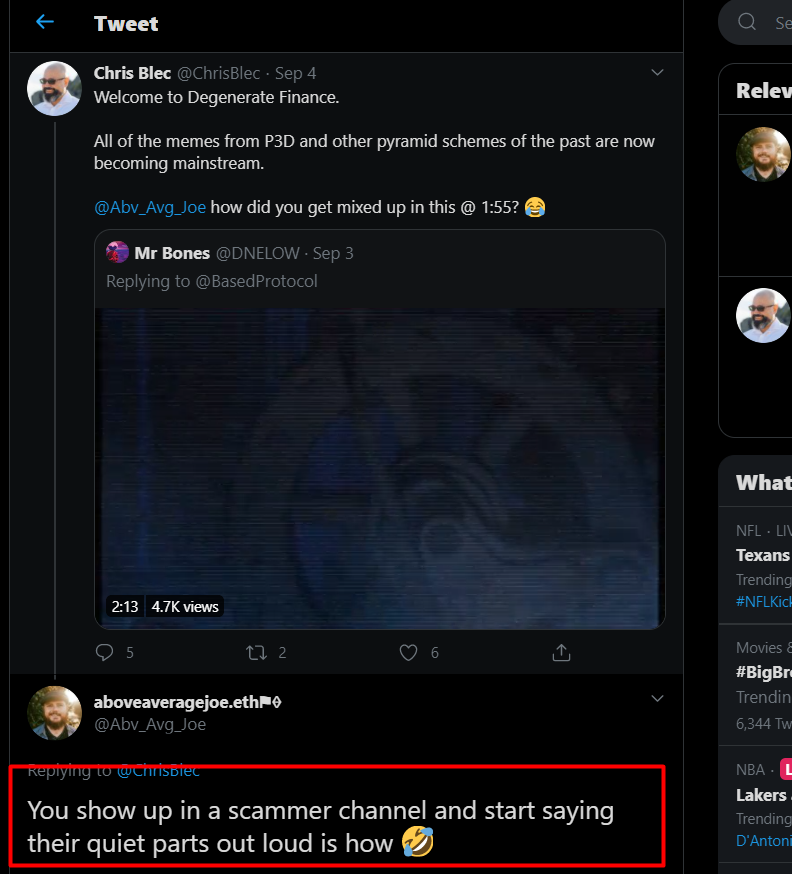 Tweet
Se
Chris Blec @ChrisBlec · Sep 4
Welcome to Degenerate Finance.
All of the memes from P3D and other pyramid schemes of the past are now
becoming mainstream.
@Abv_Avg_Joe how did you get mixed up in this @ 1:55? 😂
Mr Bones @DNELOW · Sep 3
Replying to @BasedProtocol
2:13 4.7K views
5 2 6
aboveaveragejoe.eth
@Abv_Avg_Joe
Replying to @ChrisBlec
You show up in a scammer channel and start saying
their quiet parts out loud is how 🤣
Relev
What
NFL · LIV
Texans
Trending
#NFLKick
Movies &
#BigBro
Trendin
6,344 Tw
NBA · L
Lakers
Trending
D'Antoni